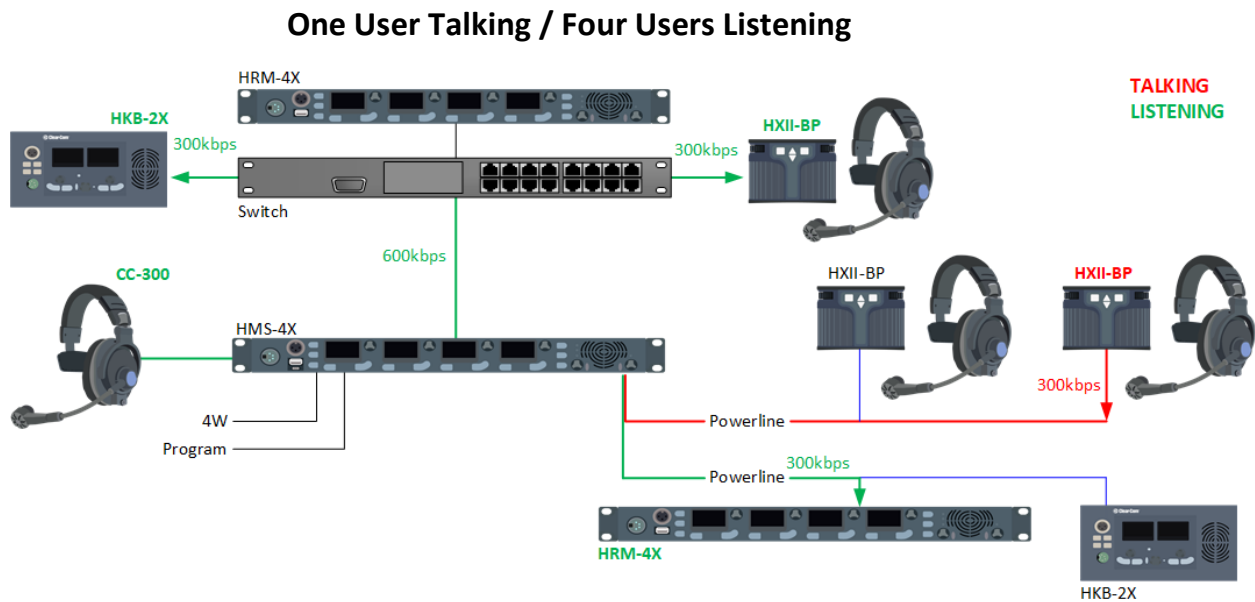 One User Talking / Four Users Listening
HRM-4X
TALKING
LISTENING
HKB-2X
HXII-BP
300kbps
300kbps
Switch
600kbps
CC-300
HXII-BP
HXII-BP
HMS-4X
300kbps
4W
Powerline
Program
300kbps
Powerline
HRM-4X
HKB-2X